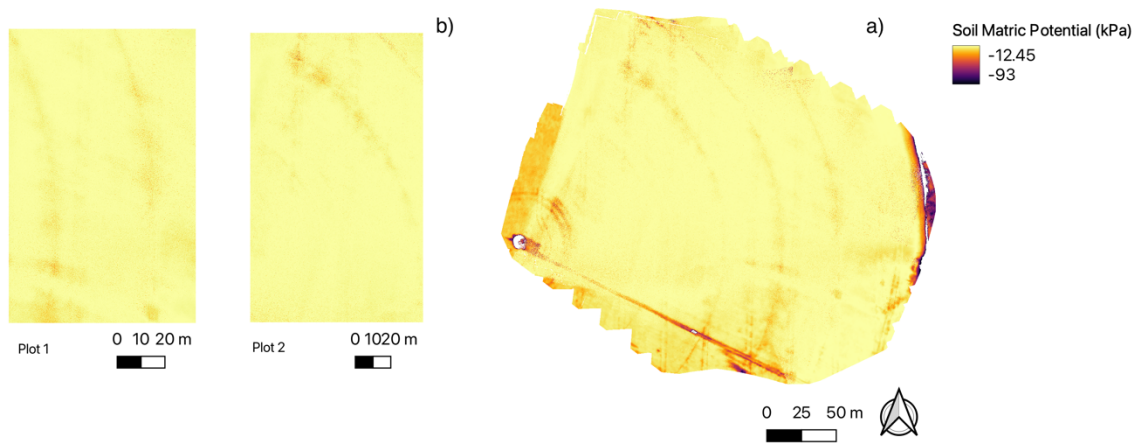 b)
a)
Soil Matric Potential (kPa)
-12.45
-93
Plot 1
0 10 20 m
Plot 2
0 1020 m
0 25 50 m